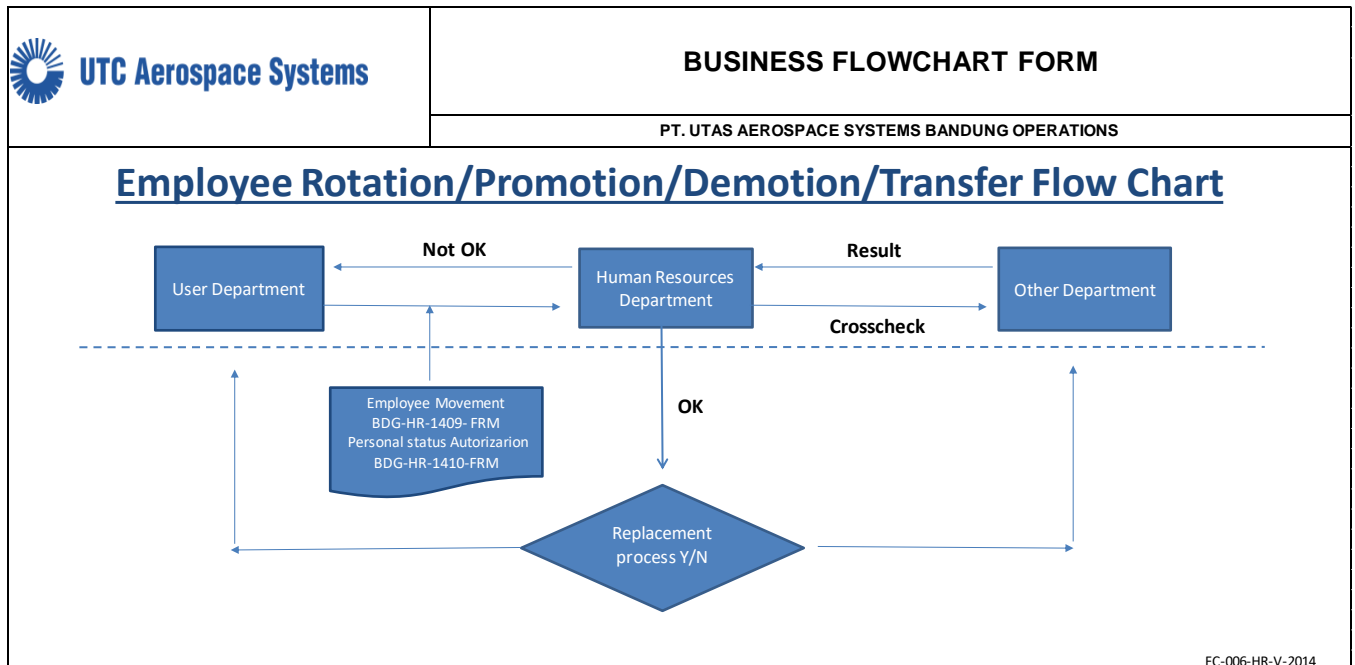 UTC Aerospace Systems
BUSINESS FLOWCHART FORM
PT. UTAS AEROSPACE SYSTEMS BANDUNG OPERATIONS
Employee Rotation/Promotion/Demotion/Transfer Flow Chart
Not OK
Result
User Department
Human Resources
Department
Other Department
Crosscheck
Employee Movement
BDG-HR-1409- FRM
Personal status Autorizarion
BDG-HR-1410-FRM
OK
Replacement
process Y/N
FC-006-HR-V-2014